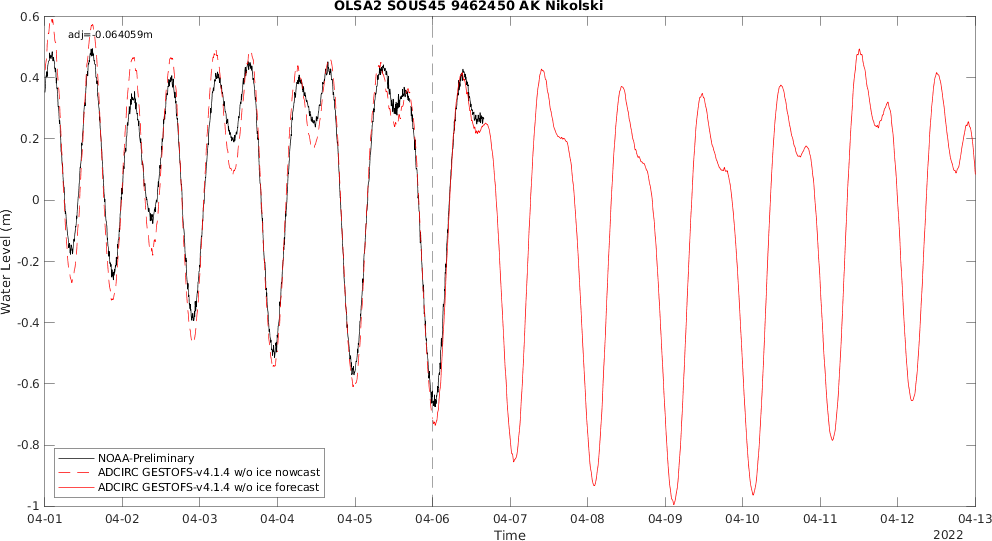 OLSA2 SOUS45 9462450 AK Nikolski
adj=-0.064059m
0.6
0.4
0.2
0
-0.2
-0.4
-0.6
-0.8
-1
Water Level (m)
NOAA-Preliminary
ADCIRC GESTOFS-v4.1.4 w/o ice nowcast
ADCIRC GESTOFS-v4.1.4 w/o ice forecast
04-01 04-02 04-03 04-04 04-05 04-06 04-07 04-08 04-09 04-10 04-11 04-12 04-13
Time
2022